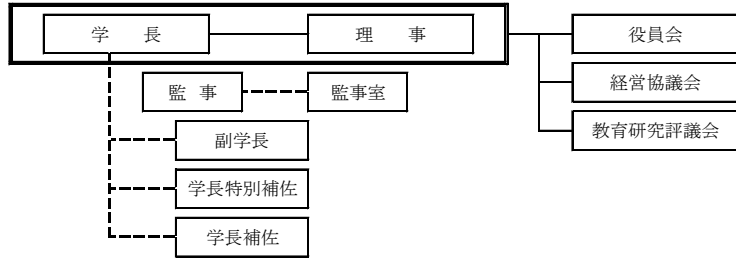 学　長
理　事
役員会
監　事
監事室
経営協議会
副学長
教育研究評議会
学長特別補佐
学長補佐